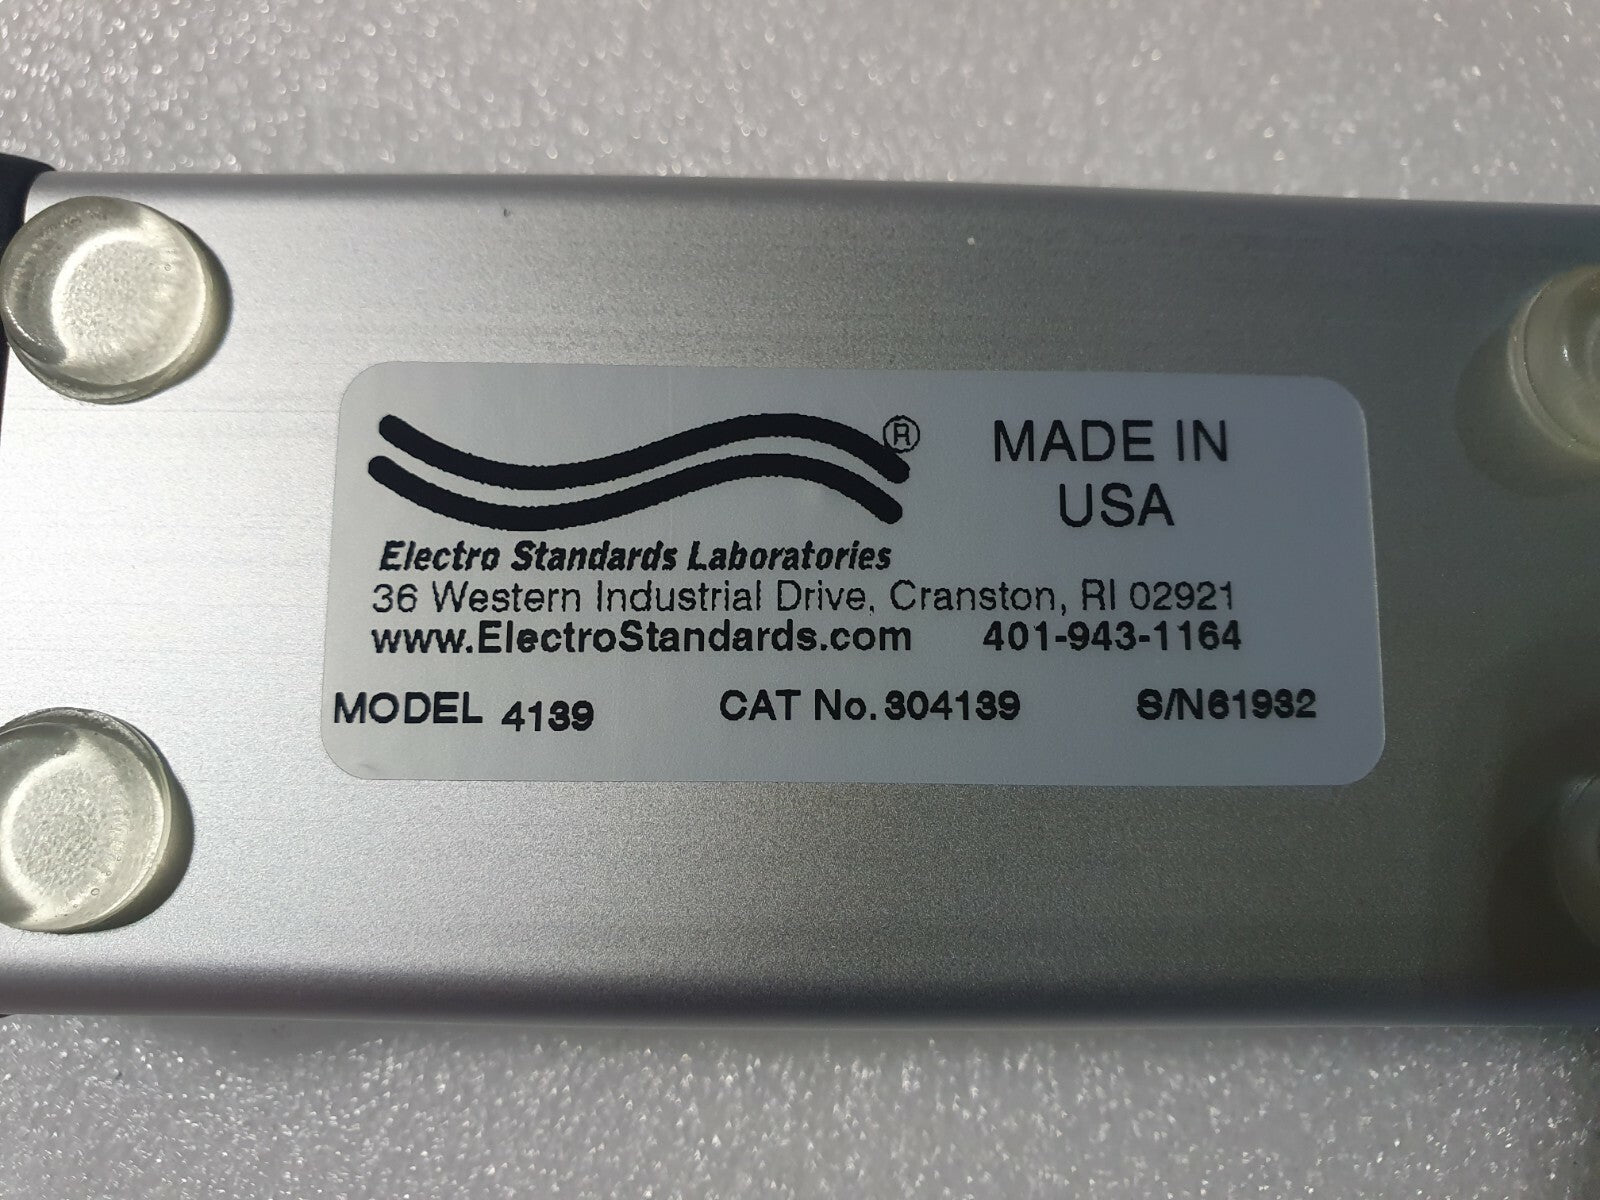 ®
MADE IN
USA
Electro Standards Laboratories
36 Western Industrial Drive, Cranston, RI 02921
www.ElectroStandards.com 401-943-1164
MODEL 4139 CAT No. 304139 S/N61932